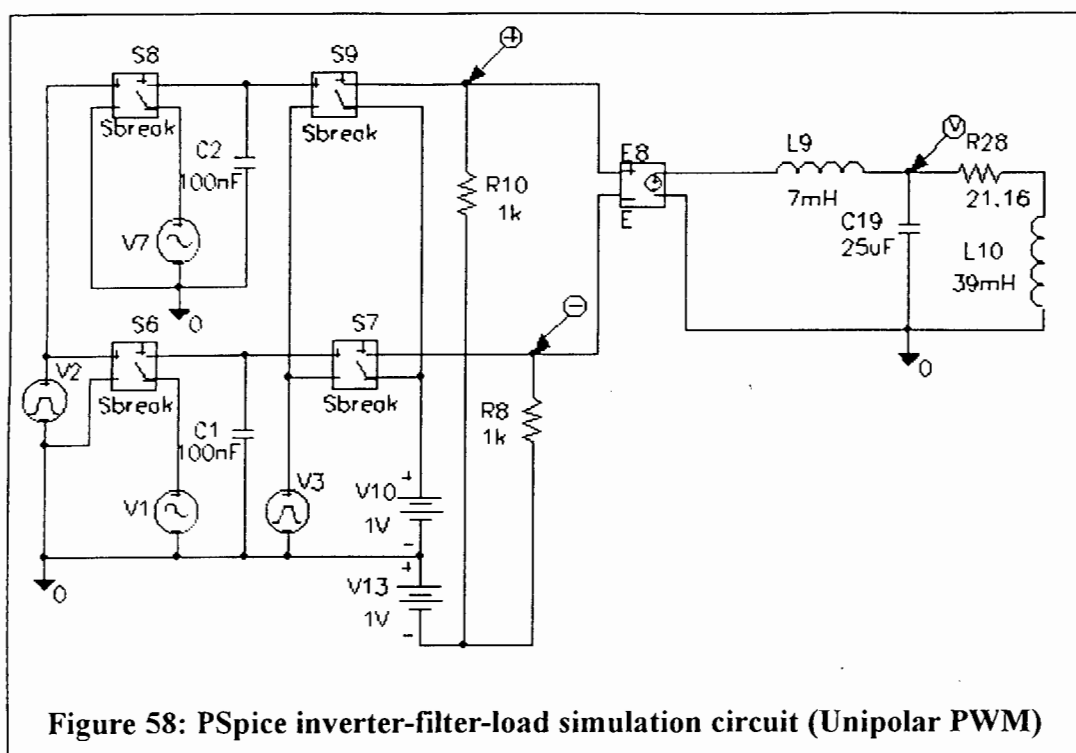 S8
S9
+
Sbreak
Sbreak
C2
100nF
V7
0
R10
1k
E8
E
L9
7mH
V
R28
21.16
C19
25uF
L10
39mH
0
S6
S7
−
V2
Sbreak
Sbreak
C1
100nF
R8
1k
V1
V3
+
V10
1V
−
0
+
V13
1V
−
Figure 58: PSpice inverter-filter-load simulation circuit (Unipolar PWM)